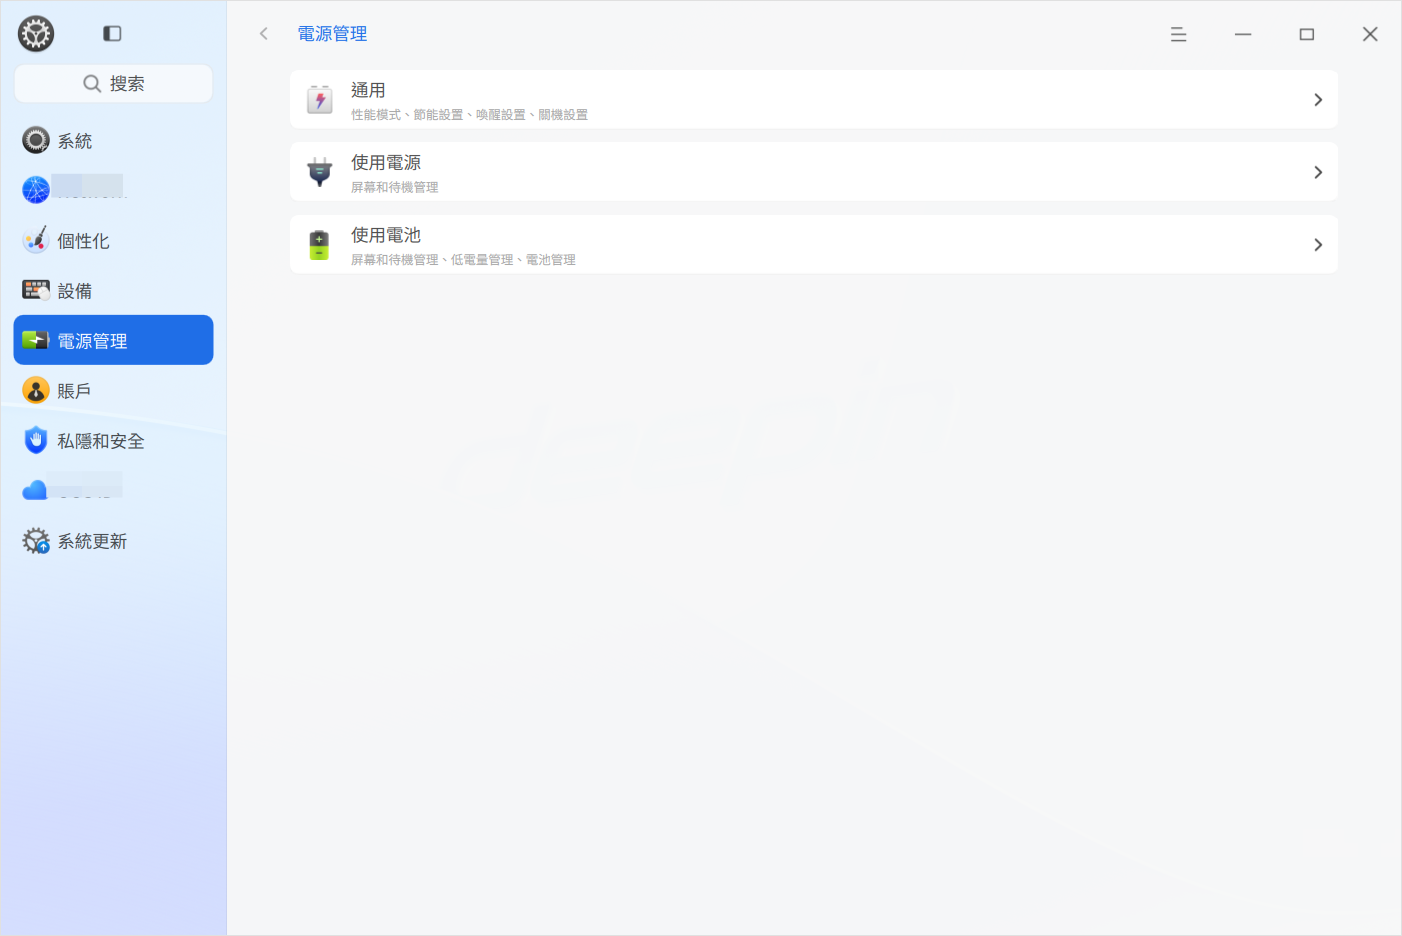 搜索
系統
個性化
設備
電源管理
賬戶
私隱和安全
系統更新
電源管理
通用
性能模式、節能設置、喚醒設置、關機設置
使用電源
屏幕和待機管理
使用電池
屏幕和待機管理、低電量管理、電池管理